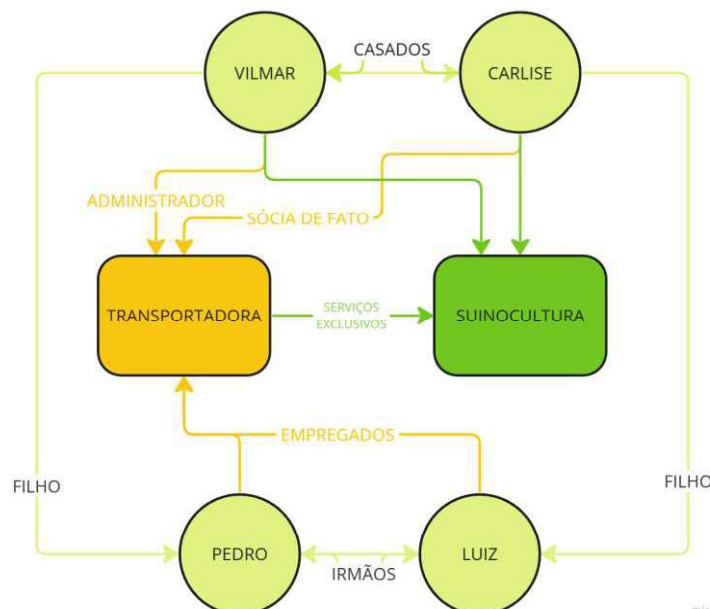 CASADOS
VILMAR
CARLISE
ADMINISTRADOR
SÓCIA DE FATO
TRANSPORTADORA
SERVIÇOS
EXCLUSIVOS
SUINOCULTURA
EMPREGADOS
FILHO
FILHO
PEDRO
LUIZ
IRMÃOS